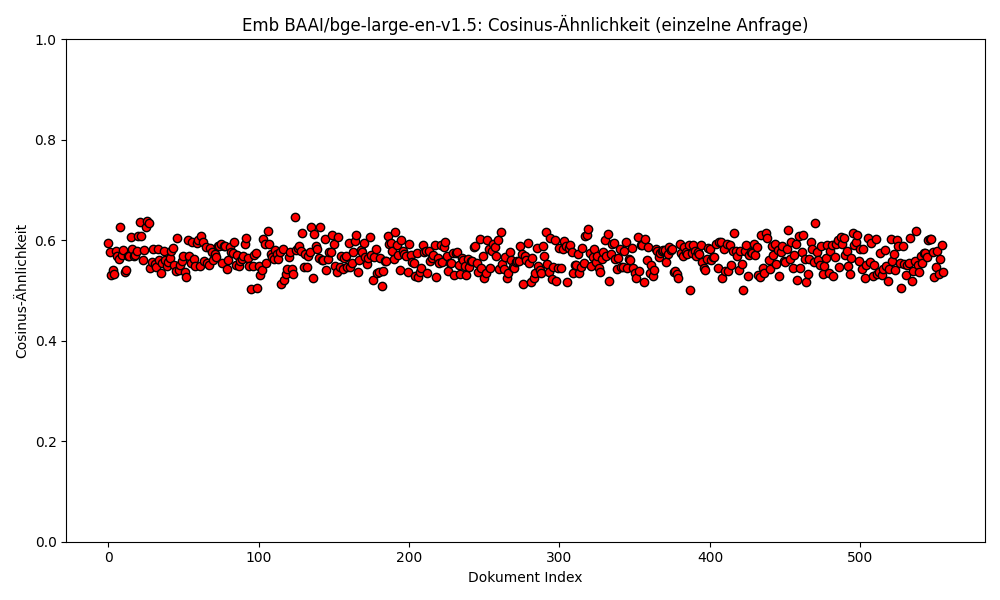 Emb BAAI/bge-large-en-v1.5: Cosinus-Ähnlichkeit (einzelne Anfrage)
Cosinus-Ähnlichkeit
1.0
0.8
0.6
0.4
0.2
0.0
0 100 200 300 400 500
Dokument Index